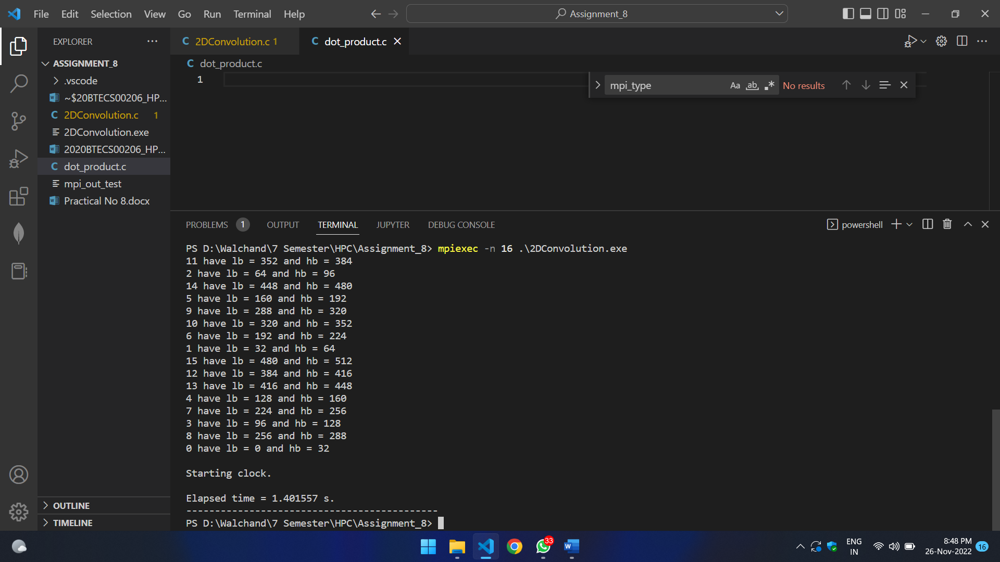 File Edit Selection View Go Run Terminal Help
Assignment_8
EXPLORER
ASSIGNMENT_8
.vscode
~$20BTECS00206_HP...
2DConvolution.c 1
2DConvolution.exe
2020BTECS00206_HP...
dot_product.c
mpi_out_test
Practical No 8.docx
OUTLINE
TIMELINE
C 2DConvolution.c 1
C dot_product.c
C dot_product.c
1
mpi_type Aa ab No results
PROBLEMS 1 OUTPUT TERMINAL JUPYTER DEBUG CONSOLE
powershell
PS D:\Walchand\7 Semester\HPC\Assignment_8> mpiexec -n 16 .\2DConvolution.exe
11 have lb = 352 and hb = 384
2 have lb = 64 and hb = 96
14 have lb = 448 and hb = 480
5 have lb = 160 and hb = 192
9 have lb = 288 and hb = 320
10 have lb = 320 and hb = 352
6 have lb = 192 and hb = 224
1 have lb = 32 and hb = 64
15 have lb = 480 and hb = 512
12 have lb = 384 and hb = 416
13 have lb = 416 and hb = 448
4 have lb = 128 and hb = 160
7 have lb = 224 and hb = 256
3 have lb = 96 and hb = 128
8 have lb = 256 and hb = 288
0 have lb = 0 and hb = 32
Starting clock.
Elapsed time = 1.401557 s.
--------------------------------------------
PS D:\Walchand\7 Semester\HPC\Assignment_8>
33
ENG
IN
8:48 PM
26-Nov-2022
16